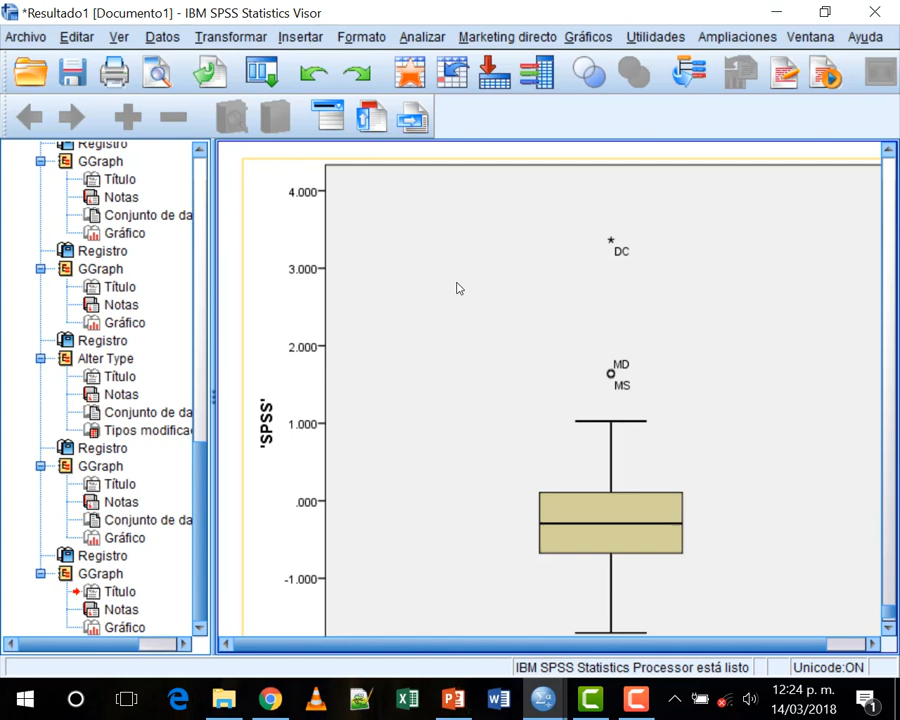 *Resultado1 [Documento1] - IBM SPSS Statistics Visor
Archivo Editar Ver Datos Transformar Insertar Formato Analizar Marketing directo Gráficos Utilidades Ampliaciones Ventana Ayuda
Registro
GGraph
Título
Notas
Conjunto de da
Gráfico
Registro
GGraph
Título
Notas
Gráfico
Registro
Alter Type
Título
Notas
Conjunto de da
Tipos modifica
Registro
GGraph
Título
Notas
Conjunto de da
Gráfico
Registro
GGraph
Título
Notas
Gráfico
'SPSS'
4.000
3.000
2.000
1.000
.000
-1.000
* DC
MD
MS
IBM SPSS Statistics Processor está listo
Unicode:ON
12:24 p. m.
14/03/2018
1